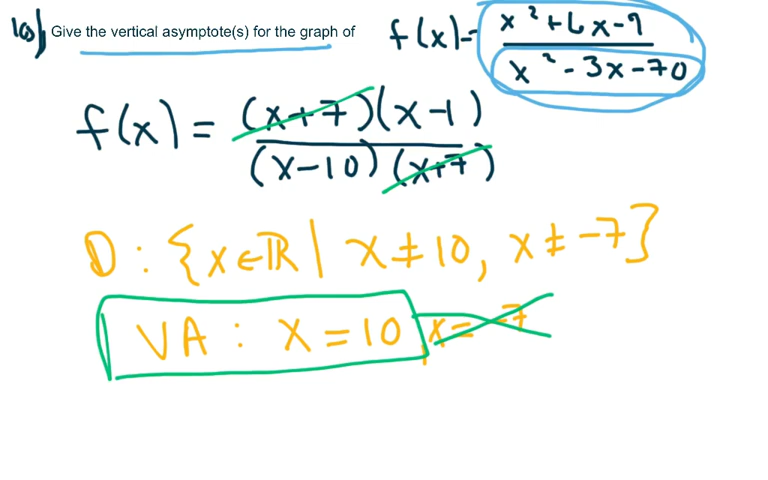 10) Give the vertical asymptote(s) for the graph of f(x)= x²+6x-7 / x²-3x-70
f(x) = (x+7)(x-1) / (x-10)(x+7)
D : {x∈ℝ | x≠10, x≠-7}
VA : x=10, x=-7